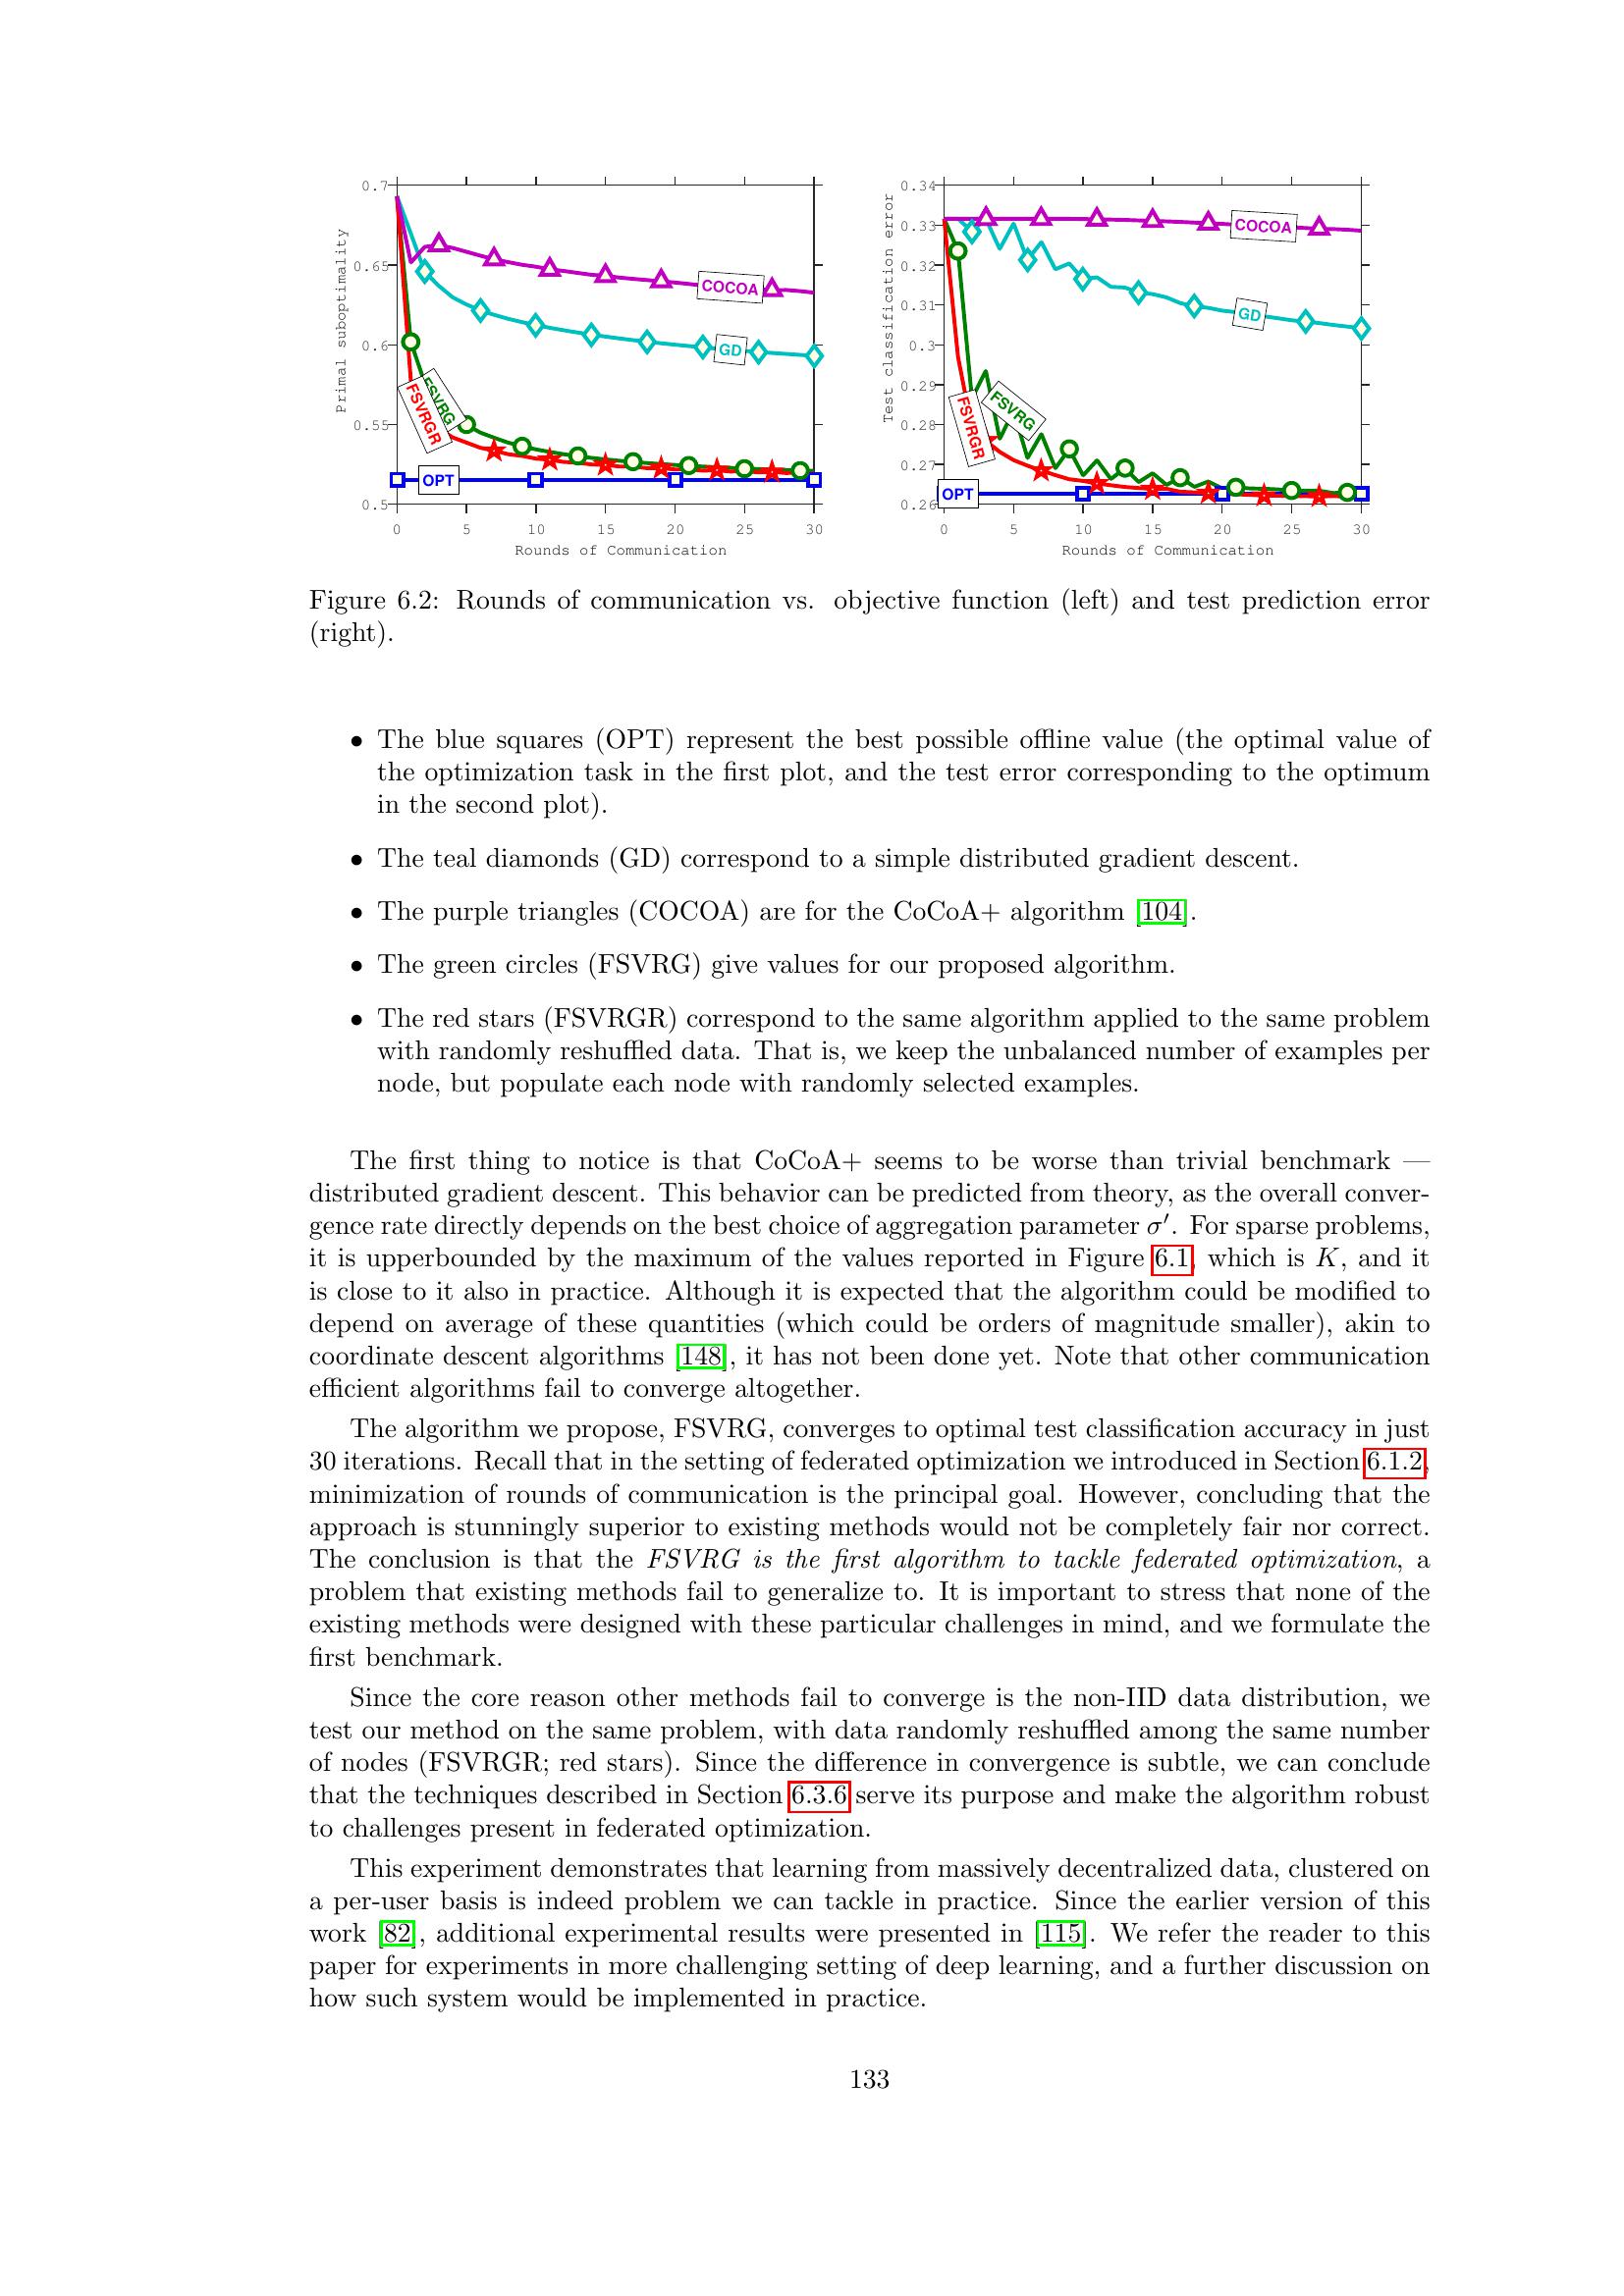 0.7
0.65
0.6
0.55
0.5
Primal suboptimality
COCOA
GD
FSVRG
FSVRGR
OPT
0 5 10 15 20 25 30
Rounds of Communication
0.34
0.33
0.32
0.31
0.3
0.29
0.28
0.27
0.26
Test classification error
COCOA
GD
FSVRG
FSVRGR
OPT
0 5 10 15 20 25 30
Rounds of Communication
Figure 6.2: Rounds of communication vs. objective function (left) and test prediction error
(right).
• The blue squares (OPT) represent the best possible offline value (the optimal value of
the optimization task in the first plot, and the test error corresponding to the optimum
in the second plot).
• The teal diamonds (GD) correspond to a simple distributed gradient descent.
• The purple triangles (COCOA) are for the CoCoA+ algorithm [104].
• The green circles (FSVRG) give values for our proposed algorithm.
• The red stars (FSVRGR) correspond to the same algorithm applied to the same problem
with randomly reshuffled data. That is, we keep the unbalanced number of examples per
node, but populate each node with randomly selected examples.
The first thing to notice is that CoCoA+ seems to be worse than trivial benchmark —
distributed gradient descent. This behavior can be predicted from theory, as the overall conver-
gence rate directly depends on the best choice of aggregation parameter σ′. For sparse problems,
it is upperbounded by the maximum of the values reported in Figure 6.1, which is K, and it
is close to it also in practice. Although it is expected that the algorithm could be modified to
depend on average of these quantities (which could be orders of magnitude smaller), akin to
coordinate descent algorithms [148], it has not been done yet. Note that other communication
efficient algorithms fail to converge altogether.
The algorithm we propose, FSVRG, converges to optimal test classification accuracy in just
30 iterations. Recall that in the setting of federated optimization we introduced in Section 6.1.2,
minimization of rounds of communication is the principal goal. However, concluding that the
approach is stunningly superior to existing methods would not be completely fair nor correct.
The conclusion is that the FSVRG is the first algorithm to tackle federated optimization, a
problem that existing methods fail to generalize to. It is important to stress that none of the
existing methods were designed with these particular challenges in mind, and we formulate the
first benchmark.
Since the core reason other methods fail to converge is the non-IID data distribution, we
test our method on the same problem, with data randomly reshuffled among the same number
of nodes (FSVRGR; red stars). Since the difference in convergence is subtle, we can conclude
that the techniques described in Section 6.3.6 serve its purpose and make the algorithm robust
to challenges present in federated optimization.
This experiment demonstrates that learning from massively decentralized data, clustered on
a per-user basis is indeed problem we can tackle in practice. Since the earlier version of this
work [82], additional experimental results were presented in [115]. We refer the reader to this
paper for experiments in more challenging setting of deep learning, and a further discussion on
how such system would be implemented in practice.
133